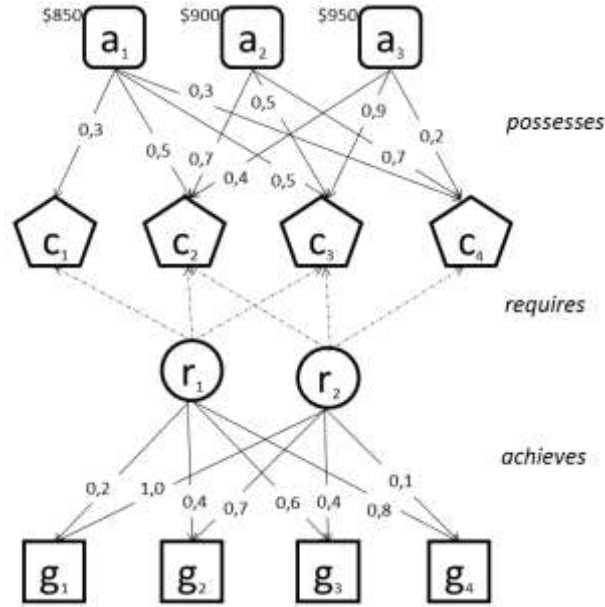 $850 a1 $900 a2 $950 a3
0,3 0,5 0,7 0,4 0,3 0,5 0,5 0,9 0,7 0,2
possesses
c1 c2 c3 c4
requires
r1 r2
achieves
0,2 1,0 0,4 0,7 0,6 0,4 0,8 0,1
g1 g2 g3 g4